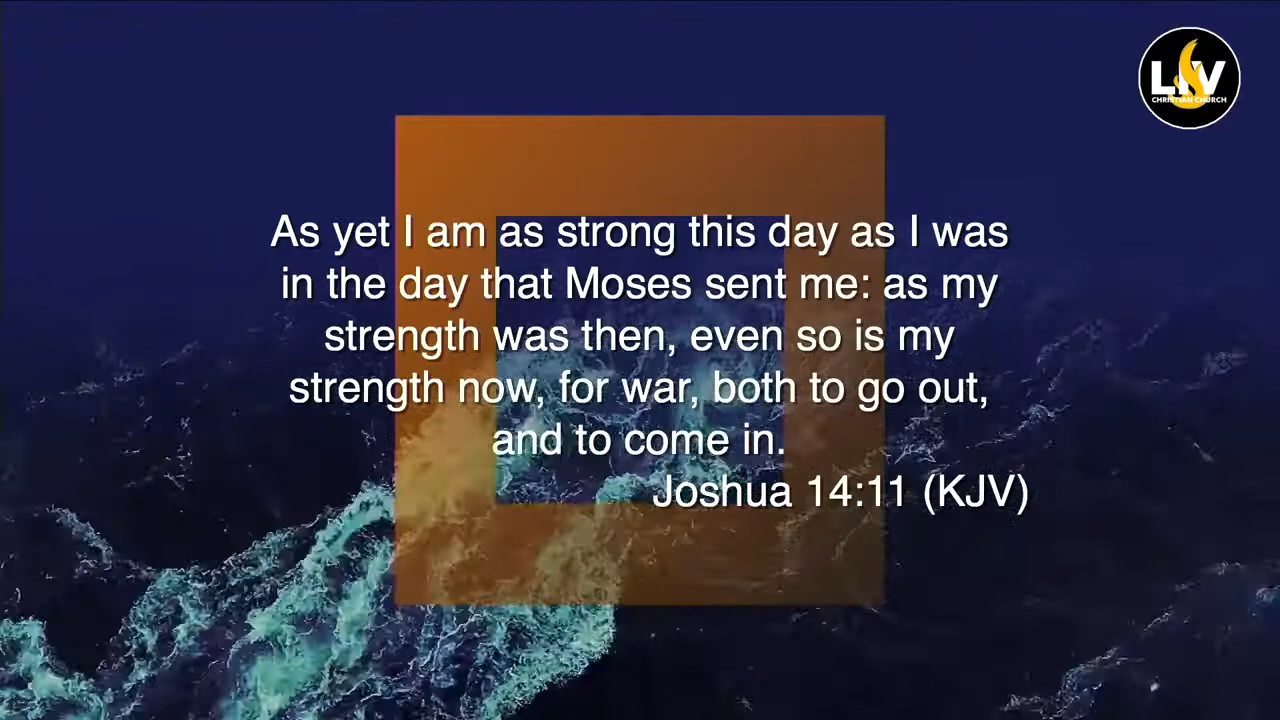 LIV
CHRISTIAN CHURCH
As yet I am as strong this day as I was
in the day that Moses sent me: as my
strength was then, even so is my
strength now, for war, both to go out,
and to come in.
Joshua 14:11 (KJV)